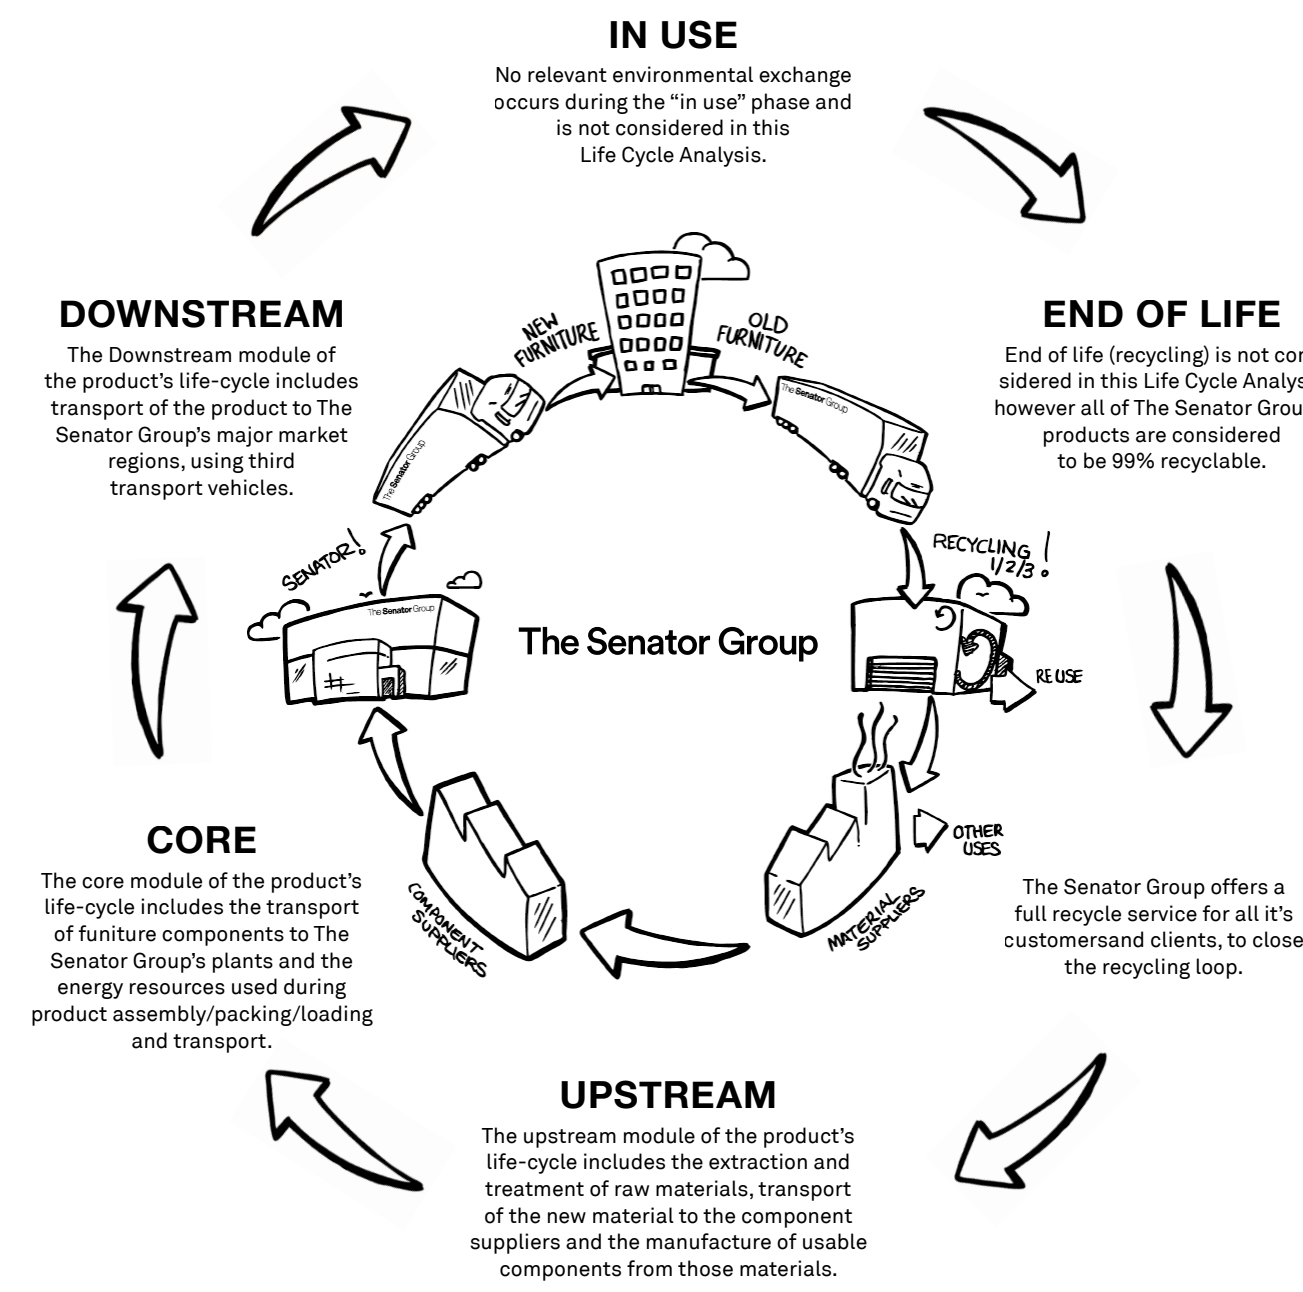 IN USE
No relevant environmental exchange
occurs during the “in use” phase and
is not considered in this
Life Cycle Analysis.
DOWNSTREAM
The Downstream module of
the product’s life-cycle includes
transport of the product to The
Senator Group’s major market
regions, using third
transport vehicles.
END OF LIFE
End of life (recycling) is not con
sidered in this Life Cycle Analys
however all of The Senator Grou
products are considered
to be 99% recyclable.
NEW
FURNITURE
OLD
FURNITURE
The Senator Group
The Senator Group
SENATOR!
RECYCLING
1/2/3!
The Senator Group
The Senator Group
RE USE
OTHER
USES
COMPONENT
SUPPLIERS
MATERIAL
SUPPLIERS
CORE
The core module of the product’s
life-cycle includes the transport
of funiture components to The
Senator Group’s plants and the
energy resources used during
product assembly/packing/loading
and transport.
The Senator Group offers a
full recycle service for all it’s
customersand clients, to close
the recycling loop.
UPSTREAM
The upstream module of the product’s
life-cycle includes the extraction and
treatment of raw materials, transport
of the new material to the component
suppliers and the manufacture of usable
components from those materials.